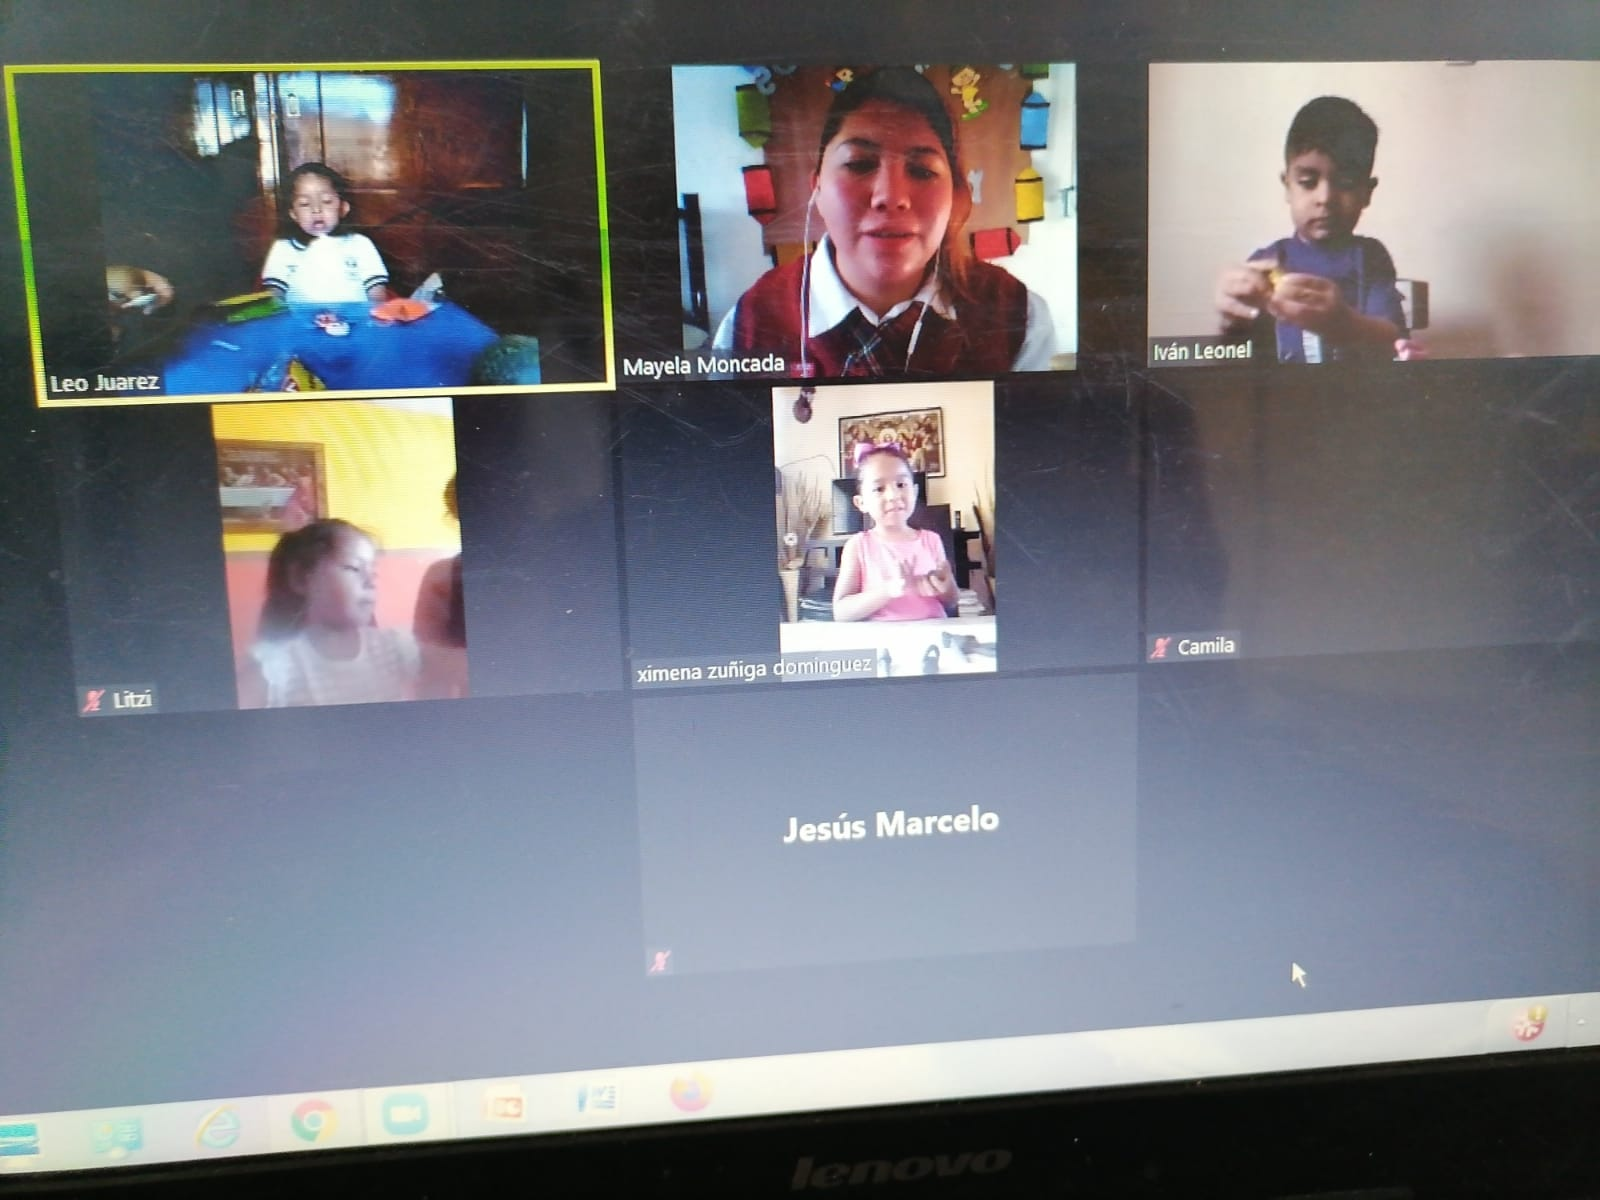 Leo Juarez
Mayela Moncada
Iván Leonel
Litzi
ximena zuñiga dominguez
Camila
Jesús Marcelo
lenovo